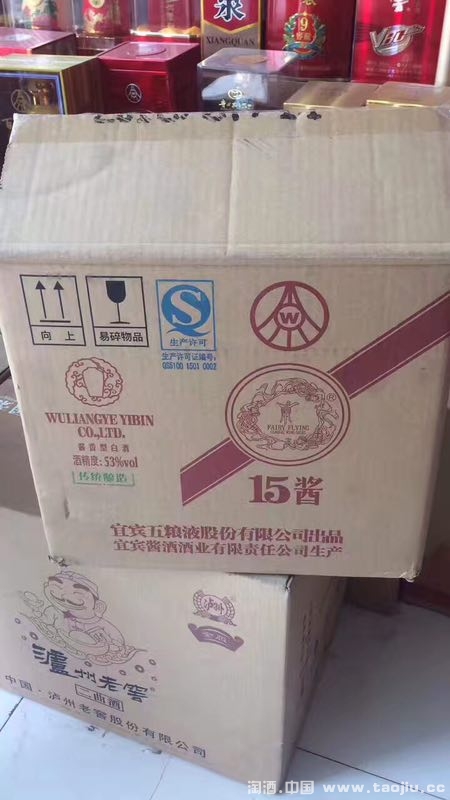 泉
XIANGQUAN
9
向上
易碎物品
QS
生产许可
生产许可证编号:
QS5100 1501 0002
W
WULIANGYE YIBIN
CO.,LTD.
酱香型白酒
酒精度:53%vol
传统酿造
FAIRY FLYING
®
15酱
宜宾五粮液股份有限公司出品
宜宾酱酒酒业有限责任公司生产
泸州
泸州老窖
二曲酒
中国·泸州老窖股份有限公司
淘酒.中国 www.taojiu.cc